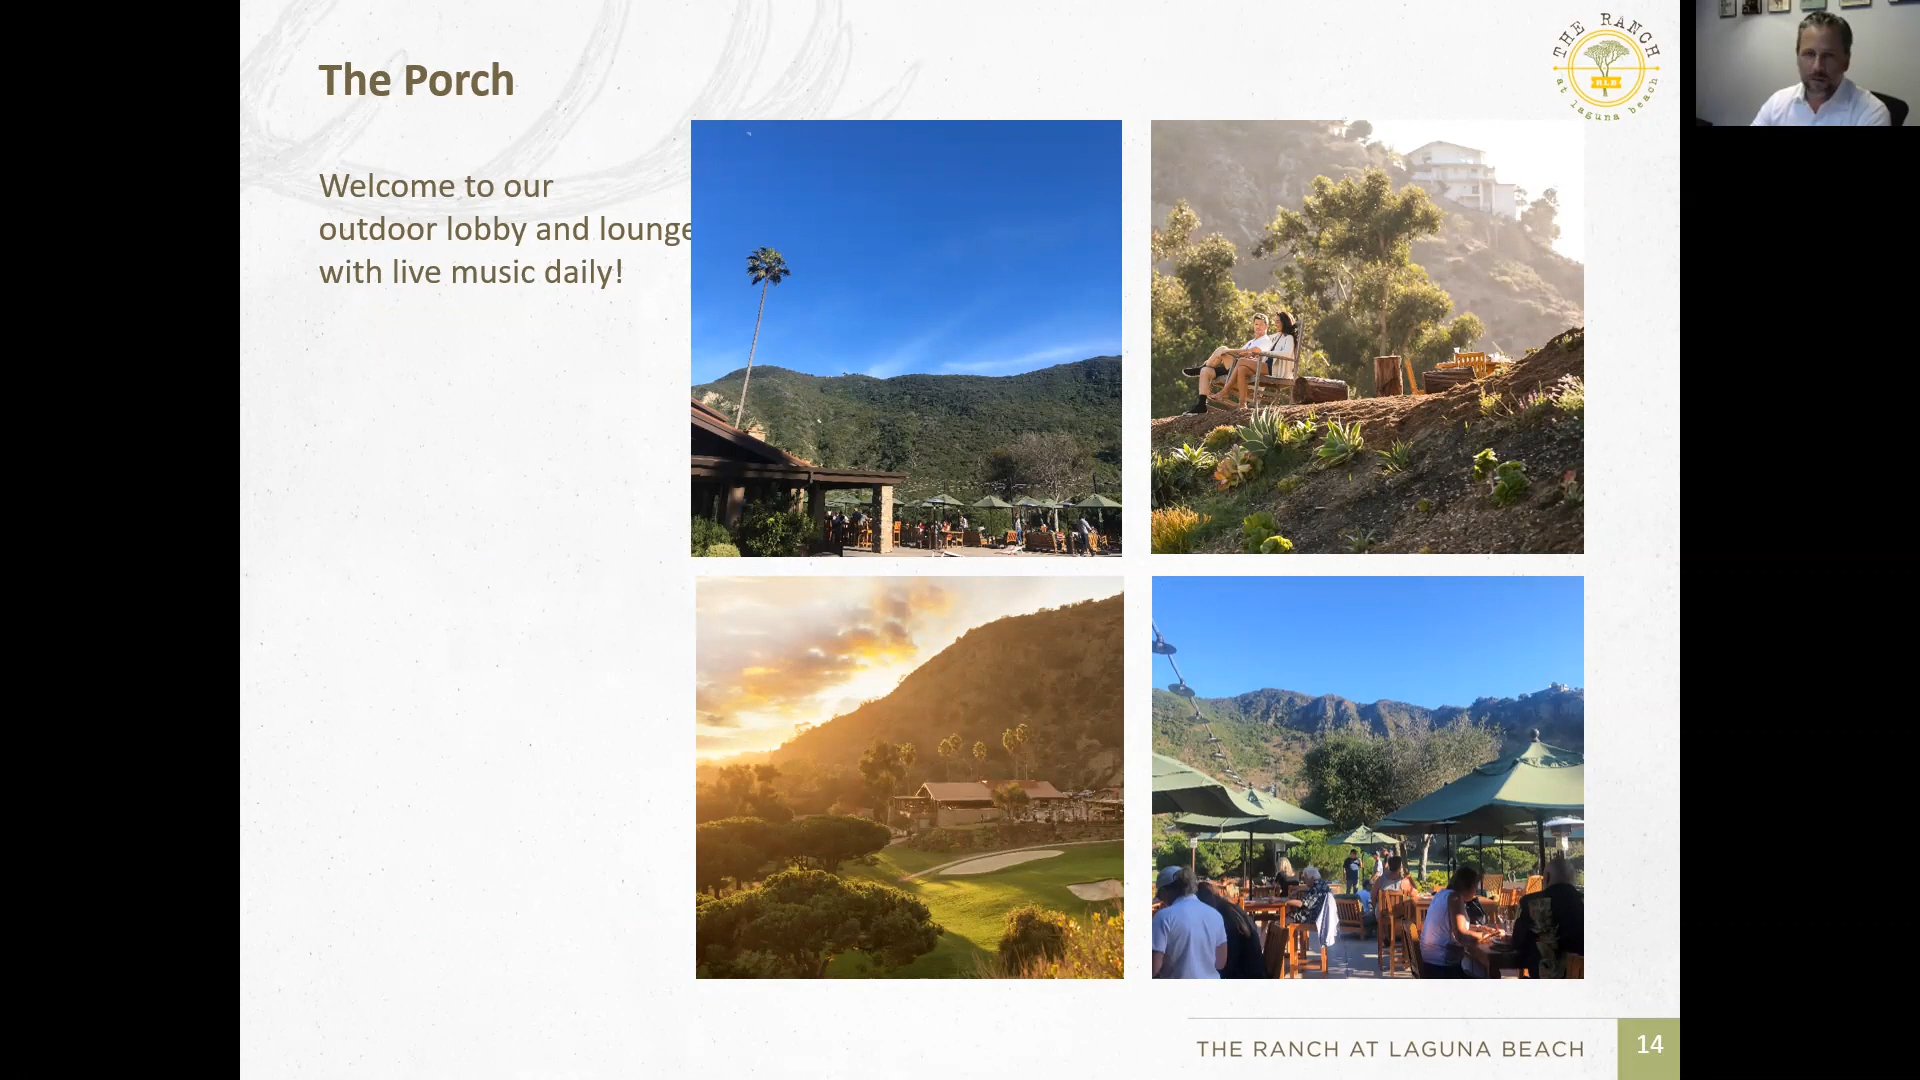 The Porch
Welcome to our
outdoor lobby and lounge
with live music daily!
THE RANCH
RLB
at laguna beach
THE RANCH AT LAGUNA BEACH
14